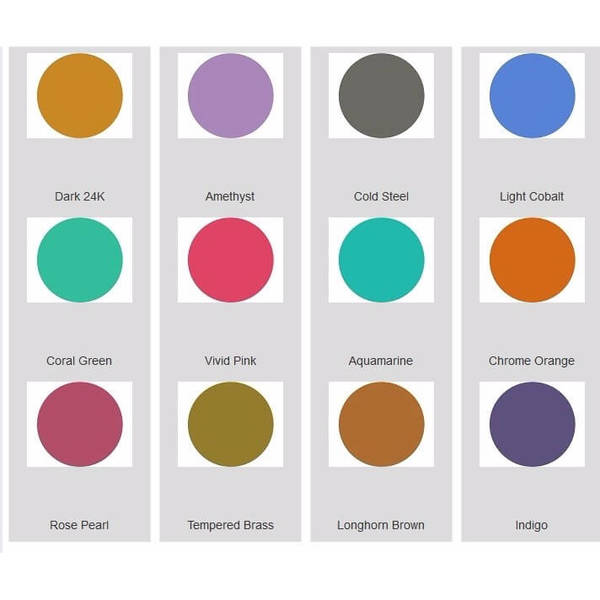 Dark 24K
Amethyst
Cold Steel
Light Cobalt
Coral Green
Vivid Pink
Aquamarine
Chrome Orange
Rose Pearl
Tempered Brass
Longhorn Brown
Indigo